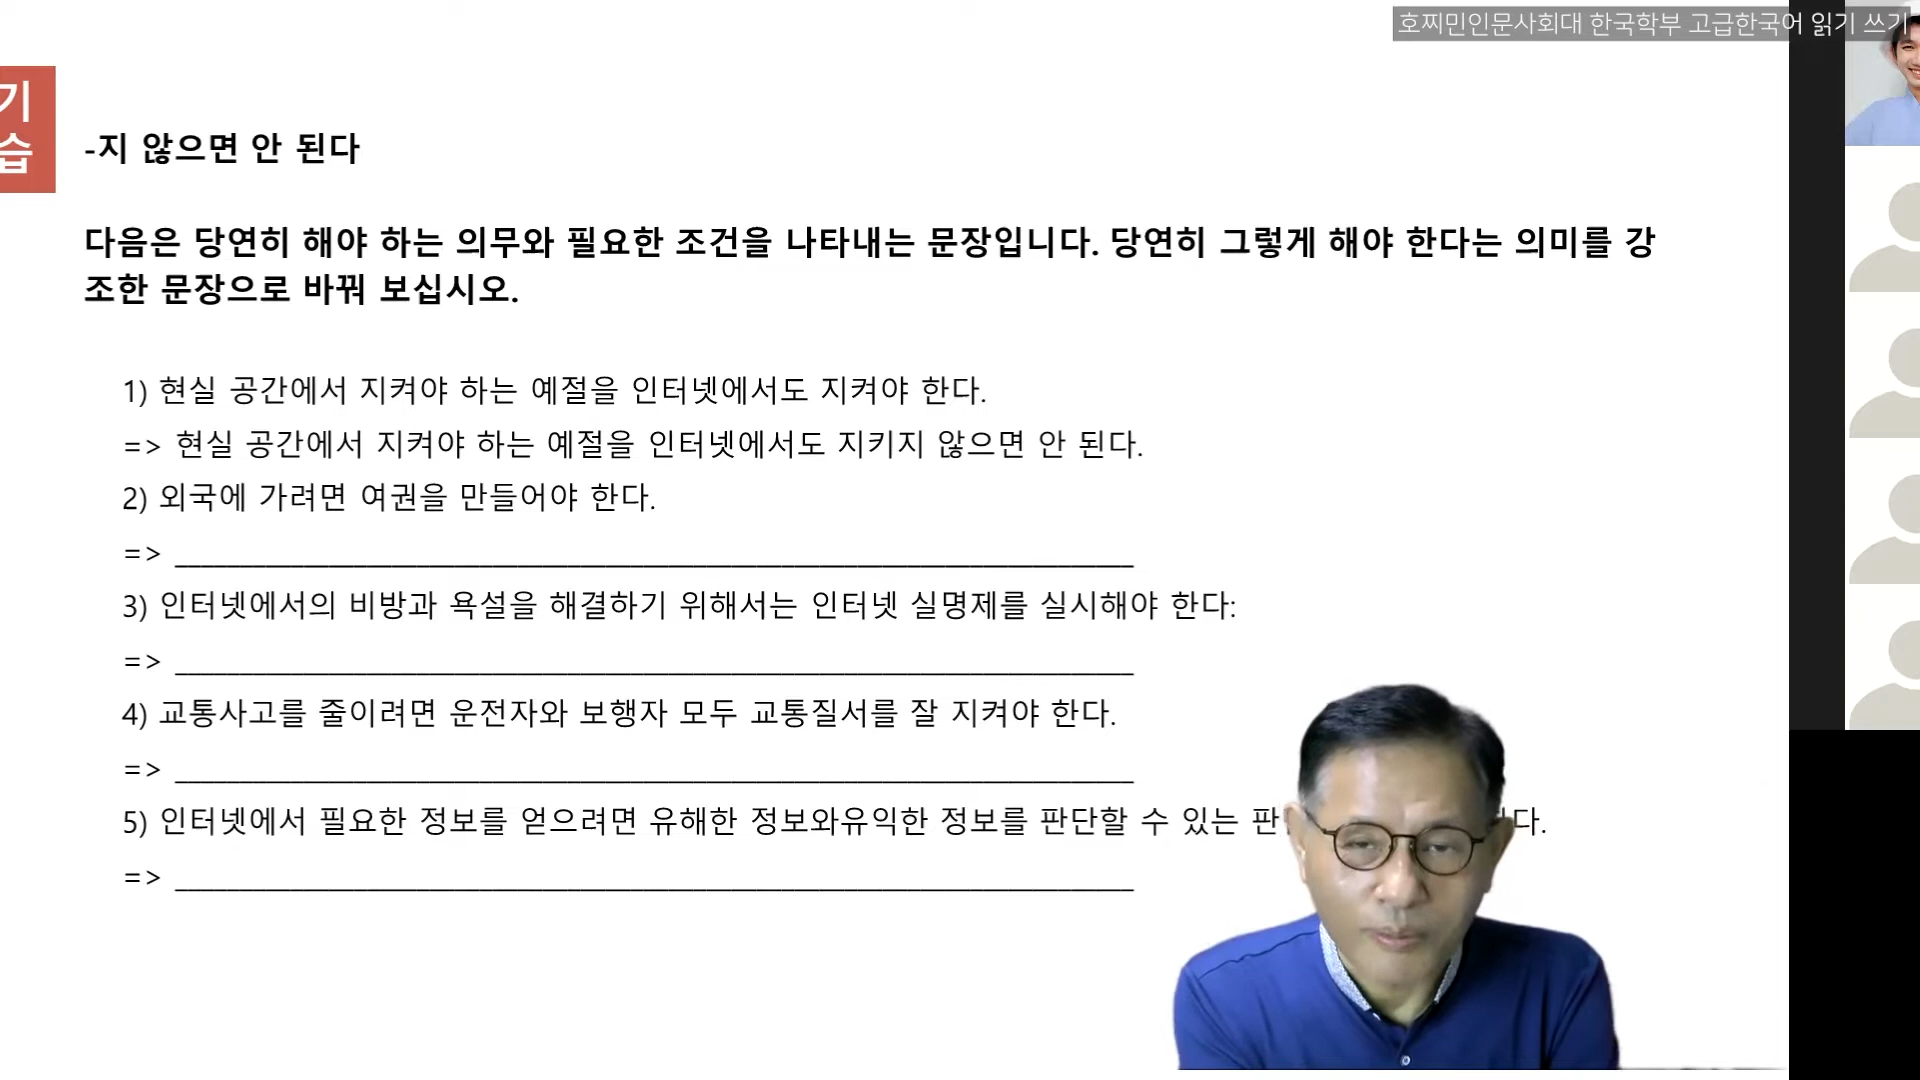 호찌민인문사회대 한국학부 고급한국어 읽기 쓰기
기
습
-지 않으면 안 된다
다음은 당연히 해야 하는 의무와 필요한 조건을 나타내는 문장입니다. 당연히 그렇게 해야 한다는 의미를 강
조한 문장으로 바꿔 보십시오.
1) 현실 공간에서 지켜야 하는 예절을 인터넷에서도 지켜야 한다.
=> 현실 공간에서 지켜야 하는 예절을 인터넷에서도 지키지 않으면 안 된다.
2) 외국에 가려면 여권을 만들어야 한다.
=> ____________________
3) 인터넷에서의 비방과 욕설을 해결하기 위해서는 인터넷 실명제를 실시해야 한다:
=> ____________________
4) 교통사고를 줄이려면 운전자와 보행자 모두 교통질서를 잘 지켜야 한다.
=> ____________________
5) 인터넷에서 필요한 정보를 얻으려면 유해한 정보와유익한 정보를 판단할 수 있는 다.
=> ____________________